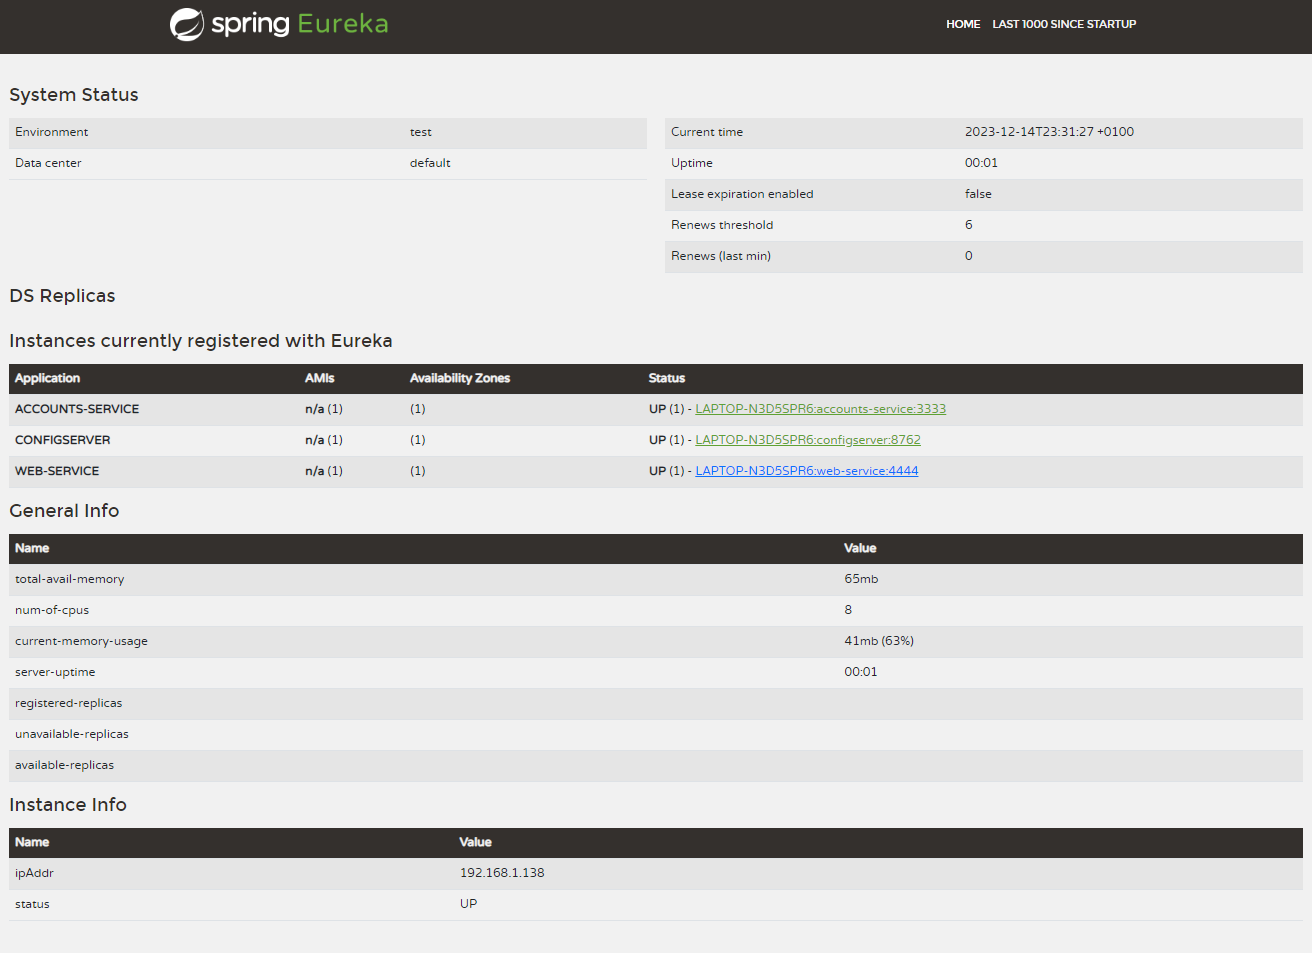 spring Eureka
HOME LAST 1000 SINCE STARTUP
System Status
Environment test
Data center default
Current time 2023-12-14T23:31:27 +0100
Uptime 00:01
Lease expiration enabled false
Renews threshold 6
Renews (last min) 0
DS Replicas
Instances currently registered with Eureka
Application AMIs Availability Zones Status
ACCOUNTS-SERVICE n/a (1) (1) UP (1) - LAPTOP-N3D5SPR6:accounts-service:3333
CONFIGSERVER n/a (1) (1) UP (1) - LAPTOP-N3D5SPR6:configserver:8762
WEB-SERVICE n/a (1) (1) UP (1) - LAPTOP-N3D5SPR6:web-service:4444
General Info
Name Value
total-avail-memory 65mb
num-of-cpus 8
current-memory-usage 41mb (63%)
server-uptime 00:01
registered-replicas
unavailable-replicas
available-replicas
Instance Info
Name Value
ipAddr 192.168.1.138
status UP